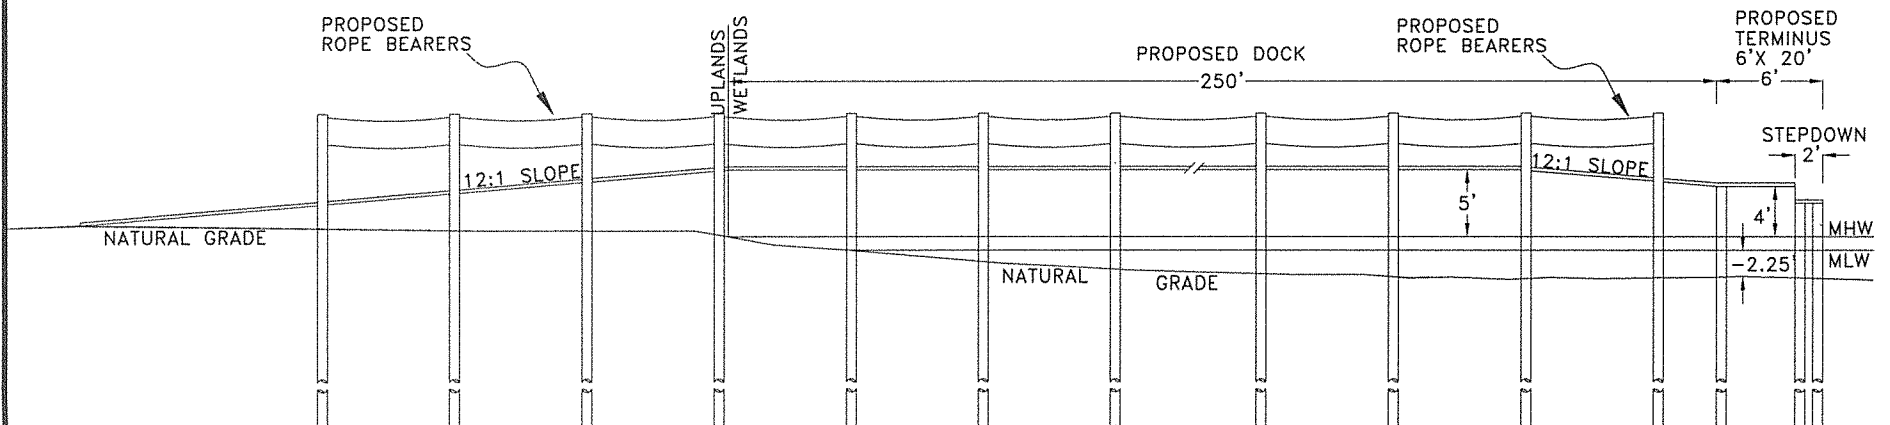 PROPOSED
ROPE BEARERS
UPLANDS
WETLANDS
PROPOSED DOCK
250'
PROPOSED
ROPE BEARERS
PROPOSED
TERMINUS
6'X 20'
6'
STEPDOWN
2'
12:1 SLOPE
12:1 SLOPE
5'
4'
NATURAL GRADE
MHW
MLW
-2.25'
NATURAL GRADE